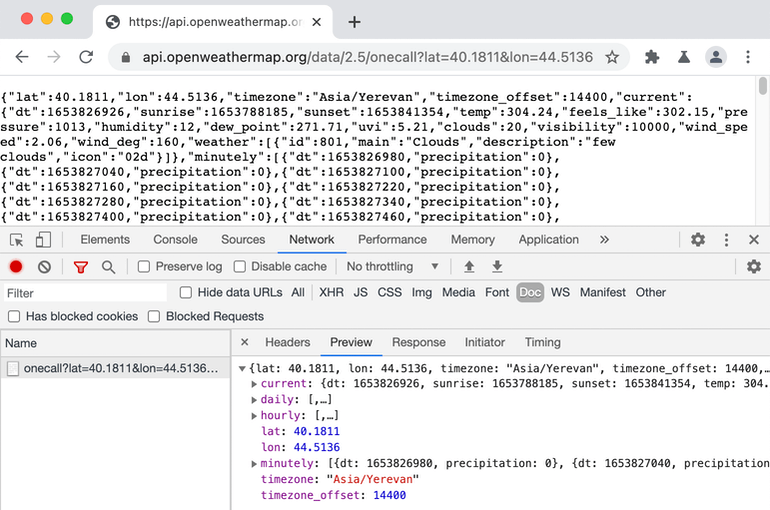 https://api.openweathermap.or
api.openweathermap.org/data/2.5/onecall?lat=40.1811&lon=44.5136
{"lat":40.1811,"lon":44.5136,"timezone":"Asia/Yerevan","timezone_offset":14400,"current":
{"dt":1653826926,"sunrise":1653788185,"sunset":1653841354,"temp":304.24,"feels_like":302.15,"pre
ssure":1013,"humidity":12,"dew_point":271.71,"uvi":5.21,"clouds":20,"visibility":10000,"wind_spe
ed":2.06,"wind_deg":160,"weather":[{"id":801,"main":"Clouds","description":"few
clouds","icon":"02d"}]},"minutely":[{"dt":1653826980,"precipitation":0},
{"dt":1653827040,"precipitation":0},{"dt":1653827100,"precipitation":0},
{"dt":1653827160,"precipitation":0},{"dt":1653827220,"precipitation":0},
{"dt":1653827280,"precipitation":0},{"dt":1653827340,"precipitation":0},
{"dt":1653827400,"precipitation":0},{"dt":1653827460,"precipitation":0},
Elements Console Sources Network Performance Memory Application
Preserve log Disable cache No throttling
Filter Hide data URLs All XHR JS CSS Img Media Font Doc WS Manifest Other
Has blocked cookies Blocked Requests
Name Headers Preview Response Initiator Timing
onecall?lat=40.1811&lon=44.5136… {lat: 40.1811, lon: 44.5136, timezone: "Asia/Yerevan", timezone_offset: 14400,…
current: {dt: 1653826926, sunrise: 1653788185, sunset: 1653841354, temp: 304.
daily: [,…]
hourly: [,…]
lat: 40.1811
lon: 44.5136
minutely: [{dt: 1653826980, precipitation: 0}, {dt: 1653827040, precipitation
timezone: "Asia/Yerevan"
timezone_offset: 14400